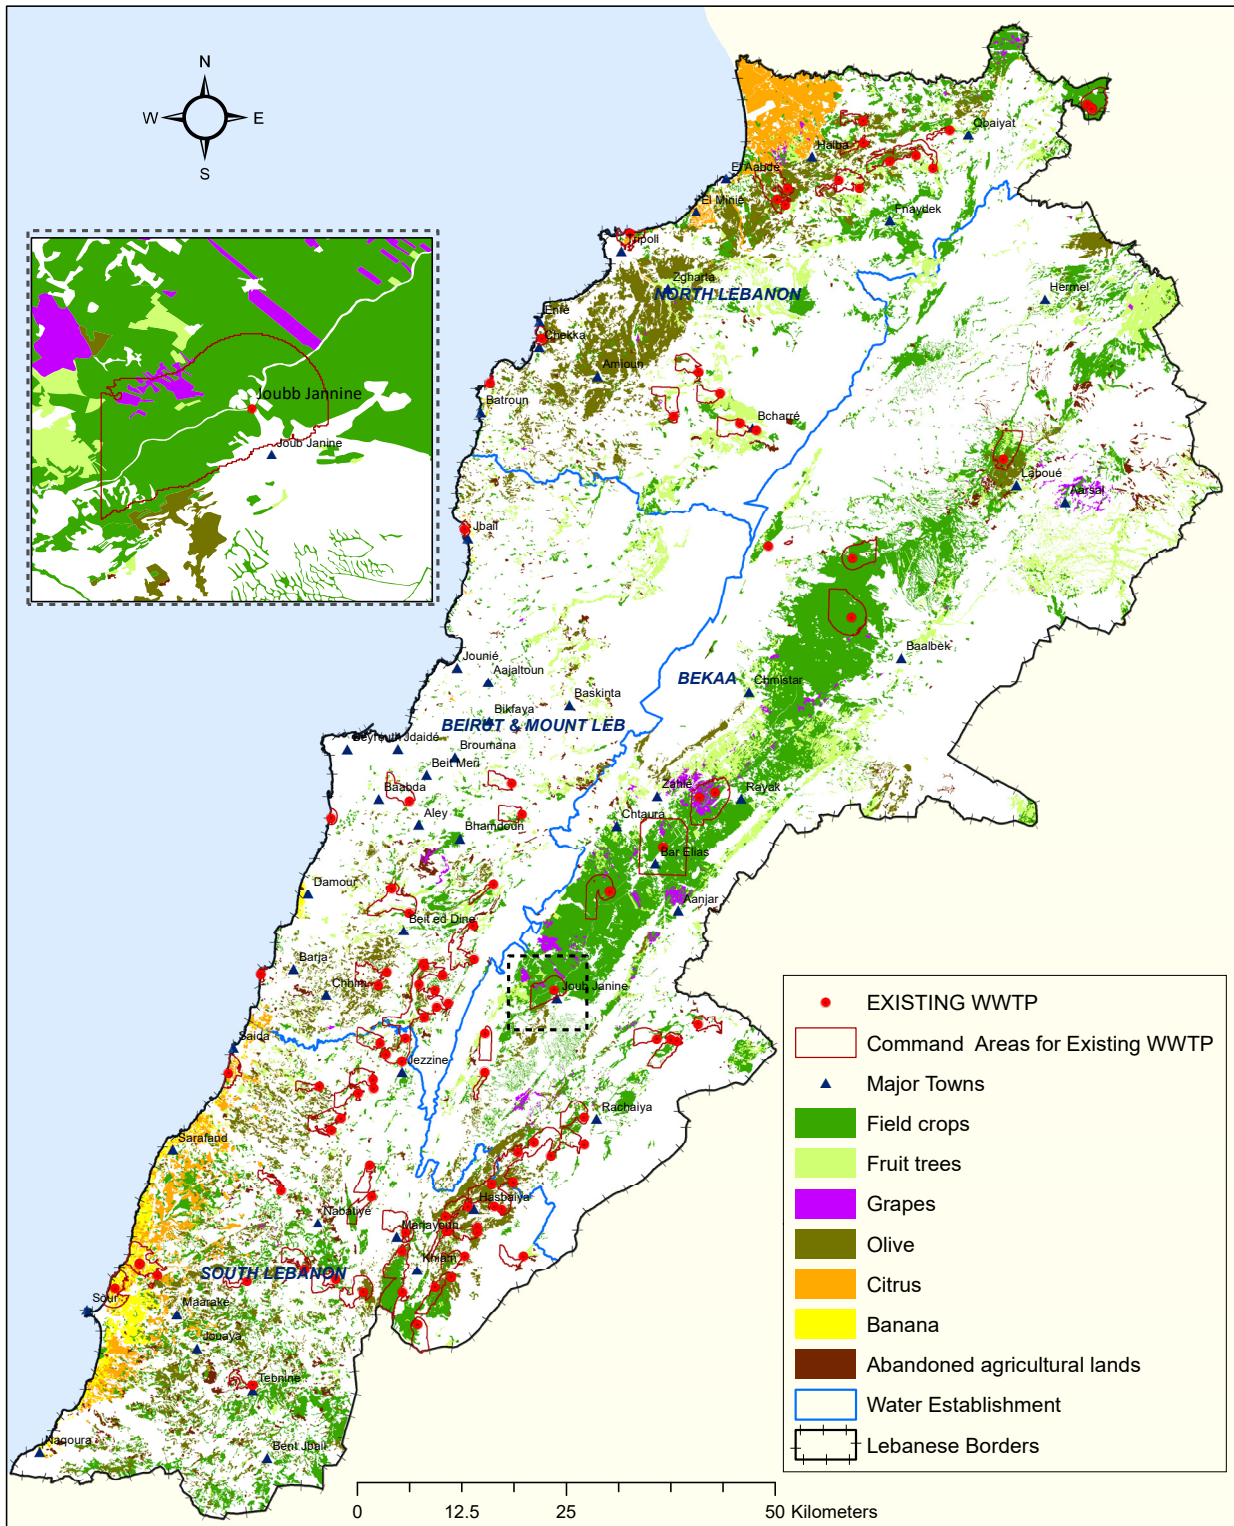 N
W
E
S
Qbaiyat
Halba
El Aabdé
El Minié
Fnaydek
Tripoli
Zgharta
NORTH LEBANON
Hermel
Enfé
Chekka
Amioun
Batroun
Bcharré
Laboué
Aarsal
Jbail
Joubb Jannine
Joub Janine
Baalbek
Jounié
Aajaltoun
BEKAA
Chmistar
Baskinta
Bikfaya
BEIRUT & MOUNT LEB
Beyrouth
Jdaidé
Broumana
Beit Meri
Baabda
Zahlé
Rayak
Aley
Chtaura
Bhamdoun
Bar Elias
Damour
Aanjar
Beit ed Dine
Barja
Chhim
Joub Janine
Saida
Jezzine
Rachaiya
Sarafand
Hasbaiya
Nabatiyé
Marjayoun
Khiam
SOUTH LEBANON
Sour
Maaraké
Jouaya
Tebnine
Naqoura
Bent Jbail
EXISTING WWTP
Command Areas for Existing WWTP
Major Towns
Field crops
Fruit trees
Grapes
Olive
Citrus
Banana
Abandoned agricultural lands
Water Establishment
Lebanese Borders
0 12.5 25 50 Kilometers